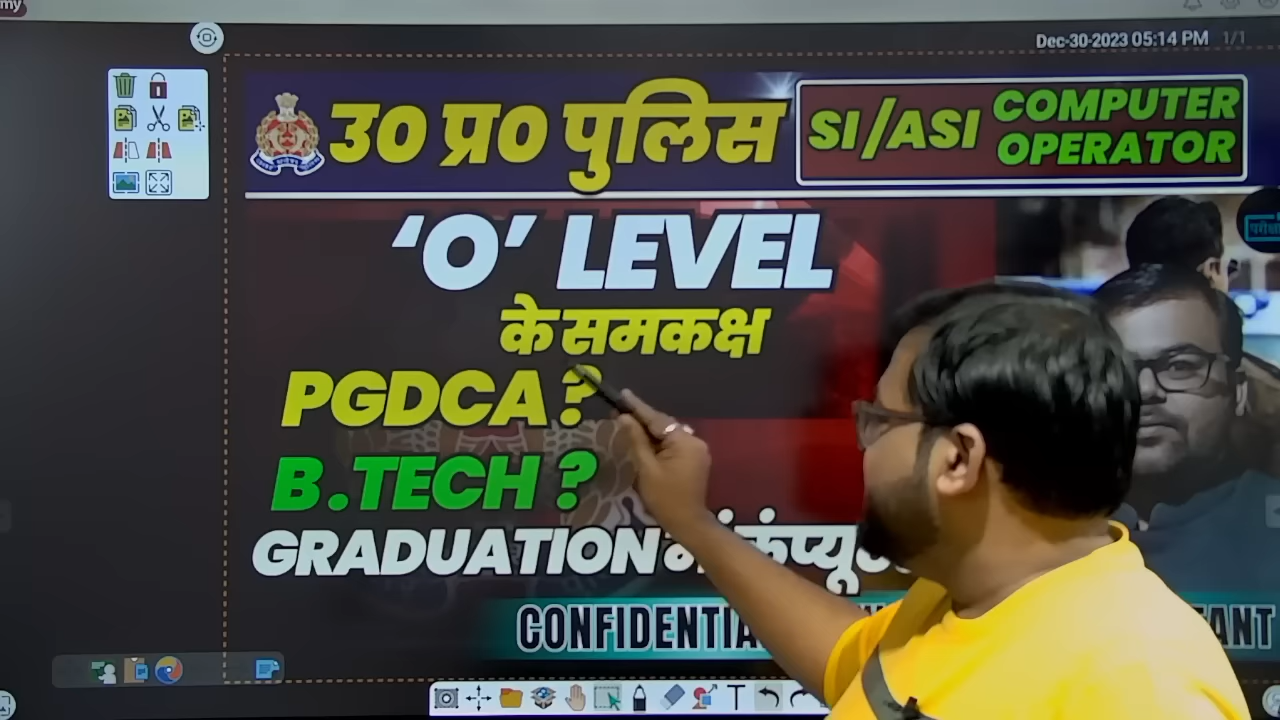 my
Dec-30-2023 05:14 PM 1/1
उ0 प्र0 पुलिस
SI/ASI COMPUTER OPERATOR
'O' LEVEL
के समकक्ष
PGDCA ?
B.TECH ?
GRADUATION में कंप्यू
CONFIDENTIA
ANT